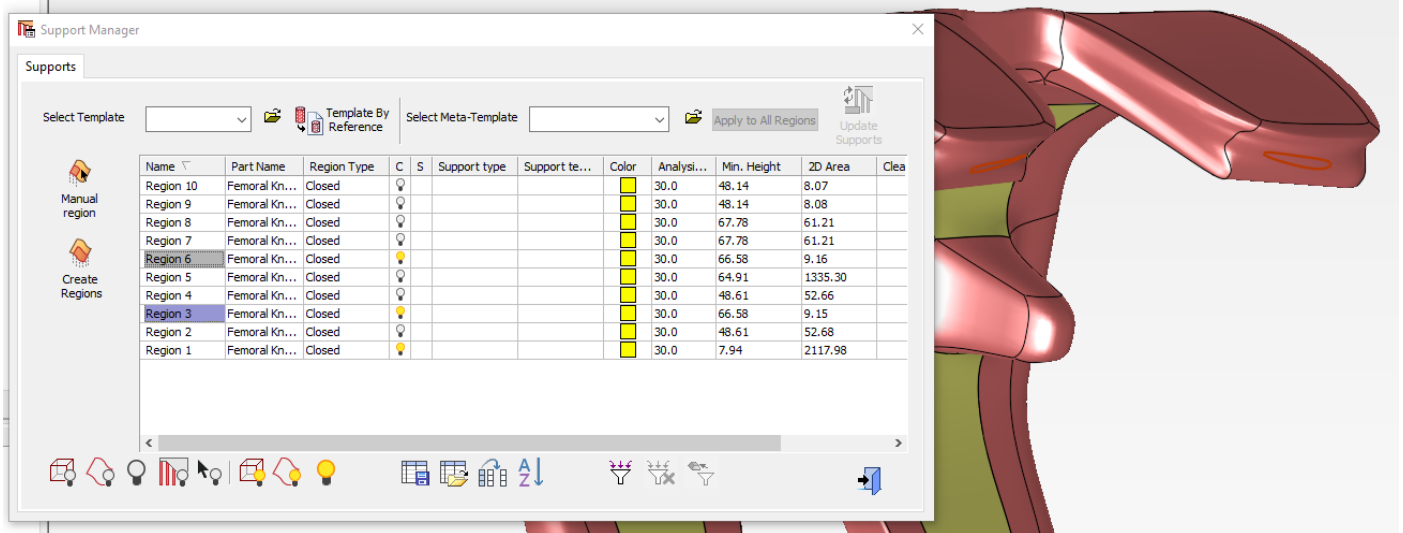 Support Manager
Supports
Select Template
Template By
Reference
Select Meta-Template
Apply to All Regions
Update
Supports
Manual
region
Create
Regions
Name Part Name Region Type C S Support type Support te... Color Analysi... Min. Height 2D Area Clea
Region 10 Femoral Kn... Closed 30.0 48.14 8.07
Region 9 Femoral Kn... Closed 30.0 48.14 8.08
Region 8 Femoral Kn... Closed 30.0 67.78 61.21
Region 7 Femoral Kn... Closed 30.0 67.78 61.21
Region 6 Femoral Kn... Closed 30.0 66.58 9.16
Region 5 Femoral Kn... Closed 30.0 64.91 1335.30
Region 4 Femoral Kn... Closed 30.0 48.61 52.66
Region 3 Femoral Kn... Closed 30.0 66.58 9.15
Region 2 Femoral Kn... Closed 30.0 48.61 52.68
Region 1 Femoral Kn... Closed 30.0 7.94 2117.98
A
Z